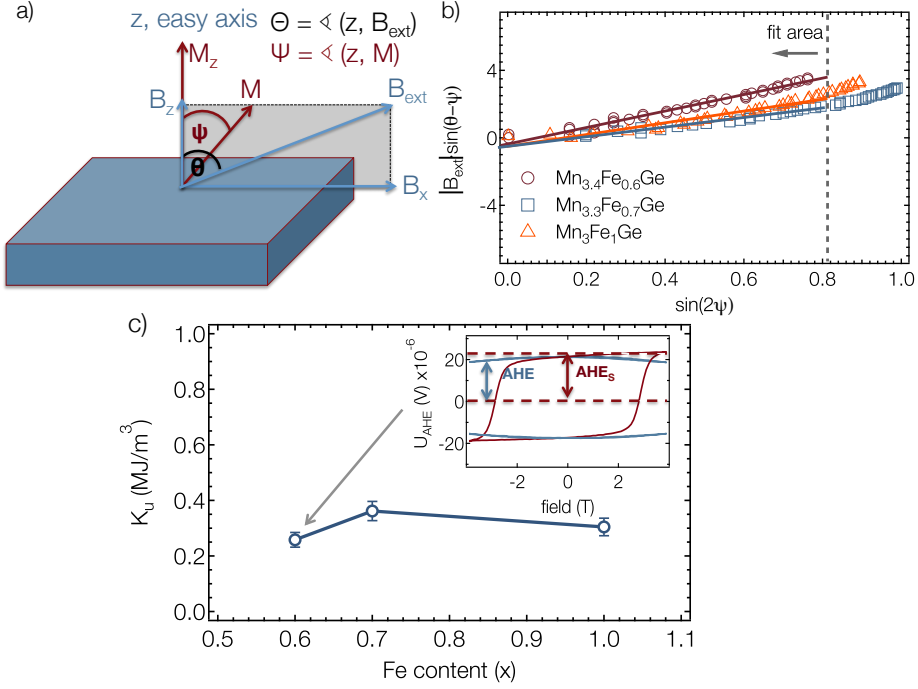 a)
z, easy axis Θ = ∢ (z, B_ext)
Ψ = ∢ (z, M)
M_z
M
B_z
B_ext
ψ
θ
B_x
b)
fit area
|B_ext| sin(θ-ψ)
4
0
-4
Mn_3.4Fe_0.6Ge
Mn_3.3Fe_0.7Ge
Mn_3Fe_1Ge
0.0 0.2 0.4 0.6 0.8 1.0
sin(2ψ)
c)
K_u (MJ/m^3)
1.0
0.8
0.6
0.4
0.2
0.0
0.5 0.6 0.7 0.8 0.9 1.0 1.1
Fe content (x)
U_AHE (V) x10^-6
20
0
-20
AHE
AHE_s
-2 0 2
field (T)